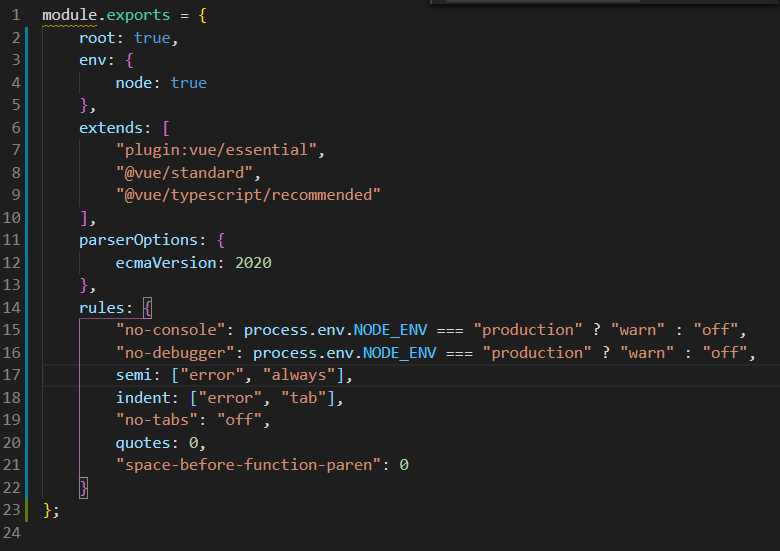 1 module.exports = {
2     root: true,
3     env: {
4         node: true
5     },
6     extends: [
7         "plugin:vue/essential",
8         "@vue/standard",
9         "@vue/typescript/recommended"
10     ],
11     parserOptions: {
12         ecmaVersion: 2020
13     },
14     rules: {
15         "no-console": process.env.NODE_ENV === "production" ? "warn" : "off",
16         "no-debugger": process.env.NODE_ENV === "production" ? "warn" : "off",
17         semi: ["error", "always"],
18         indent: ["error", "tab"],
19         "no-tabs": "off",
20         quotes: 0,
21         "space-before-function-paren": 0
22     }
23 };
24